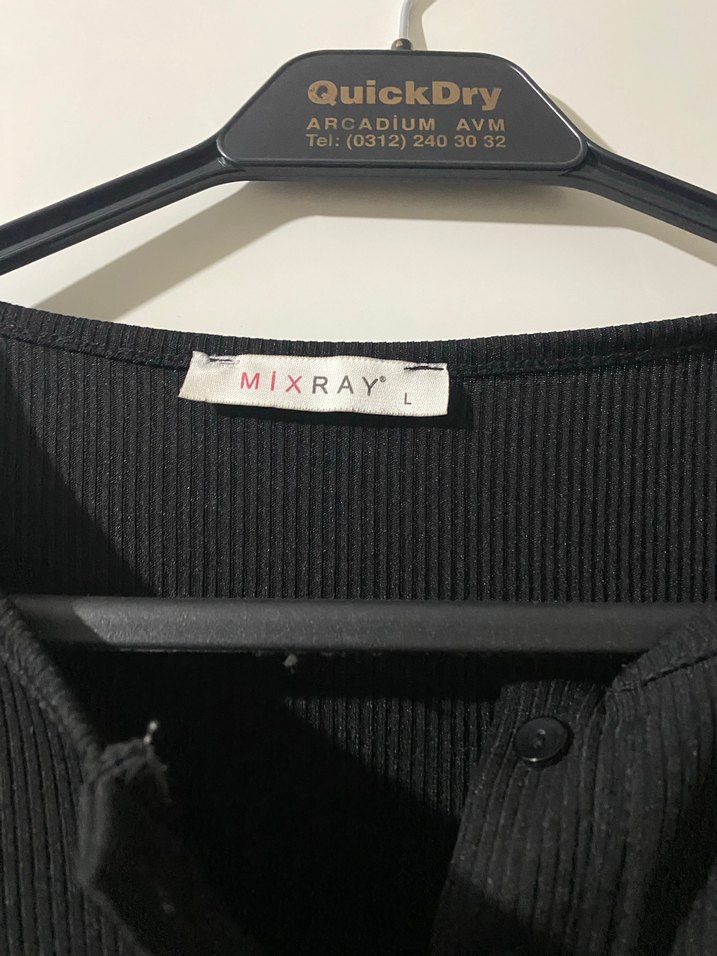 QuickDry
ARCADİUM AVM
Tel: (0312) 240 30 32
MİXRAY®
L